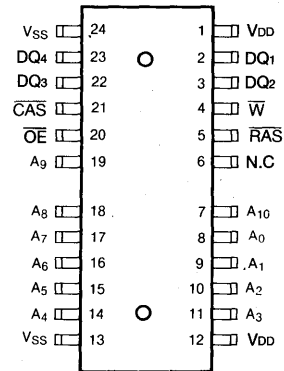 Vss 24 1 VDD
DQ4 23 2 DQ1
DQ3 22 3 DQ2
CAS 21 4 W
OE 20 5 RAS
A9 19 6 N.C
A8 18 7 A10
A7 17 8 A0
A6 16 9 A1
A5 15 10 A2
A4 14 11 A3
Vss 13 12 VDD